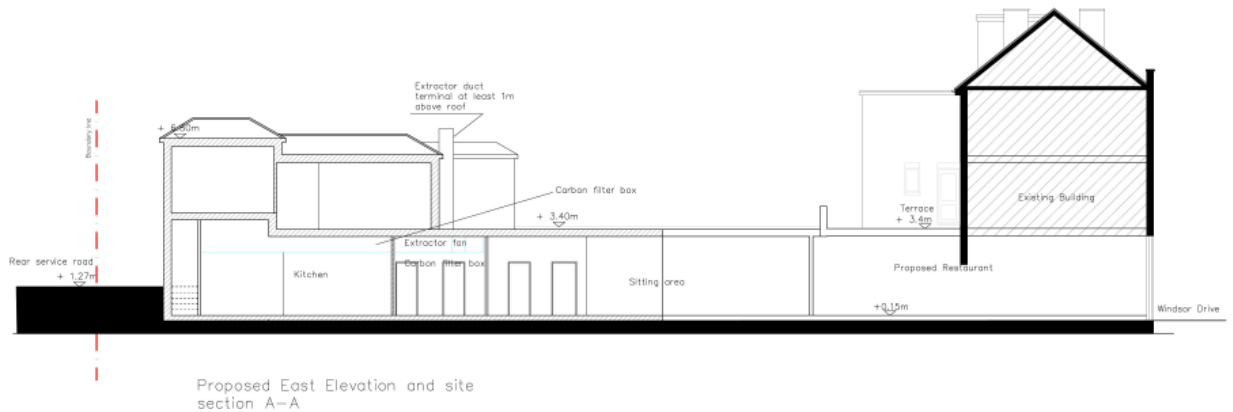 Extractor duct
terminal at least 1m
above roof
Boundary line
+ 6.80m
Carbon filter box
+ 3.40m
Terrace
+ 3.4m
Existing Building
Extractor fan
Carbon filter box
Rear service road
+ 1.27m
Kitchen
Sitting area
Proposed Restaurant
+0.15m
Windsor Drive
Proposed East Elevation and site
section A-A